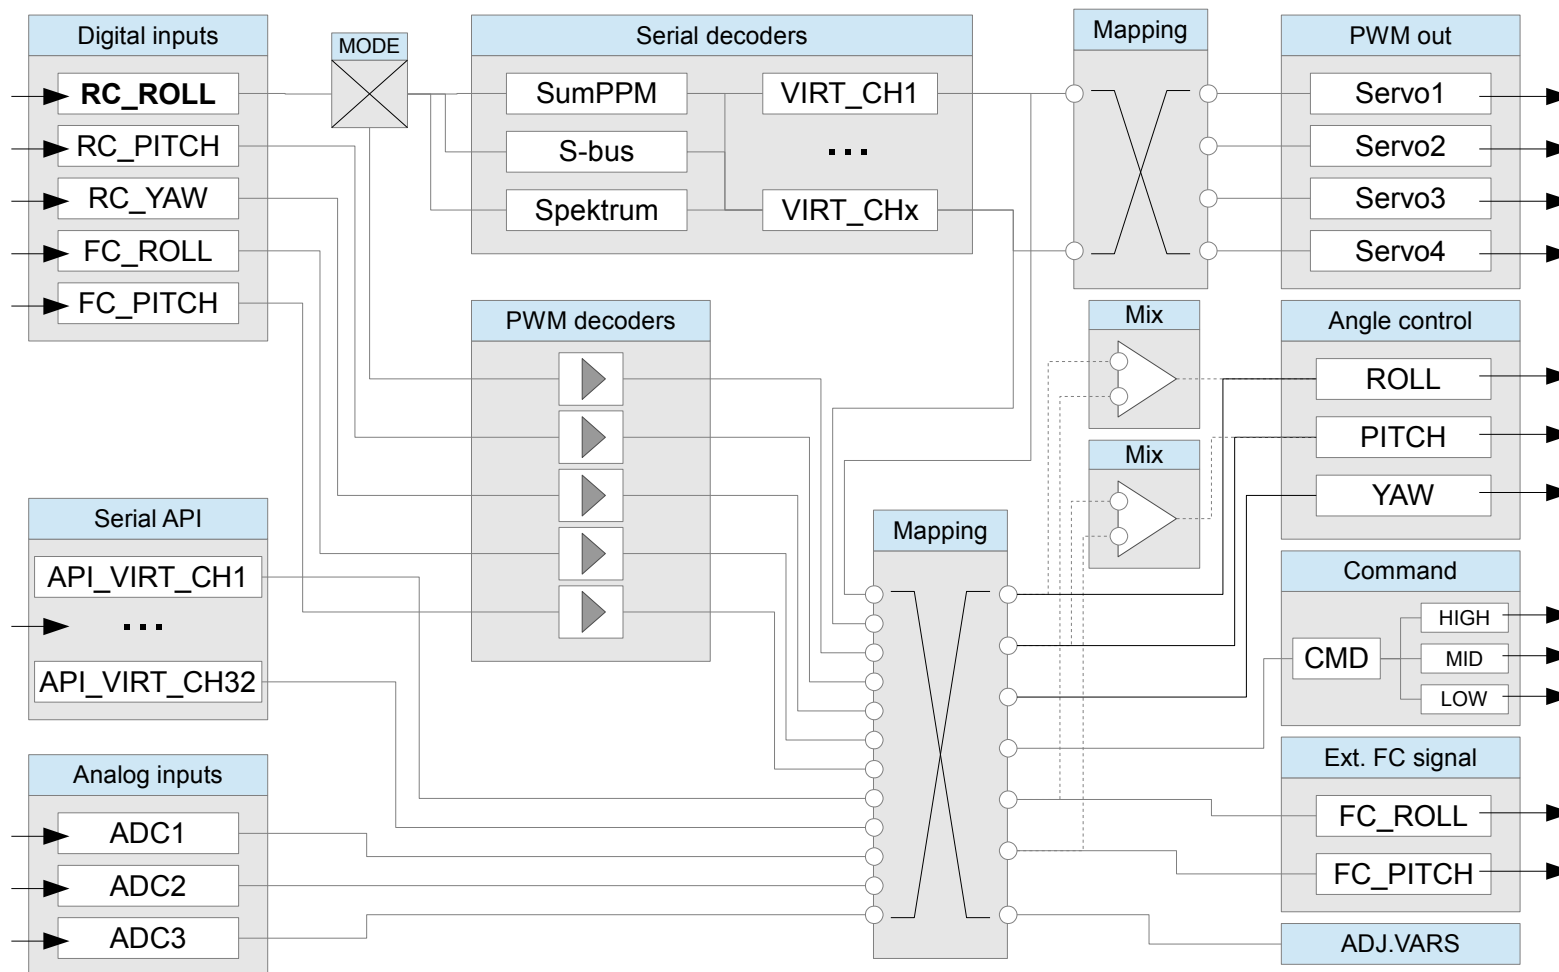 Digital inputs
RC_ROLL
RC_PITCH
RC_YAW
FC_ROLL
FC_PITCH
MODE
Serial decoders
SumPPM
S-bus
Spektrum
VIRT_CH1
...
VIRT_CHx
Mapping
PWM out
Servo1
Servo2
Servo3
Servo4
PWM decoders
Mix
Mix
Angle control
ROLL
PITCH
YAW
Serial API
API_VIRT_CH1
...
API_VIRT_CH32
Mapping
Command
CMD
HIGH
MID
LOW
Analog inputs
ADC1
ADC2
ADC3
Ext. FC signal
FC_ROLL
FC_PITCH
ADJ.VARS